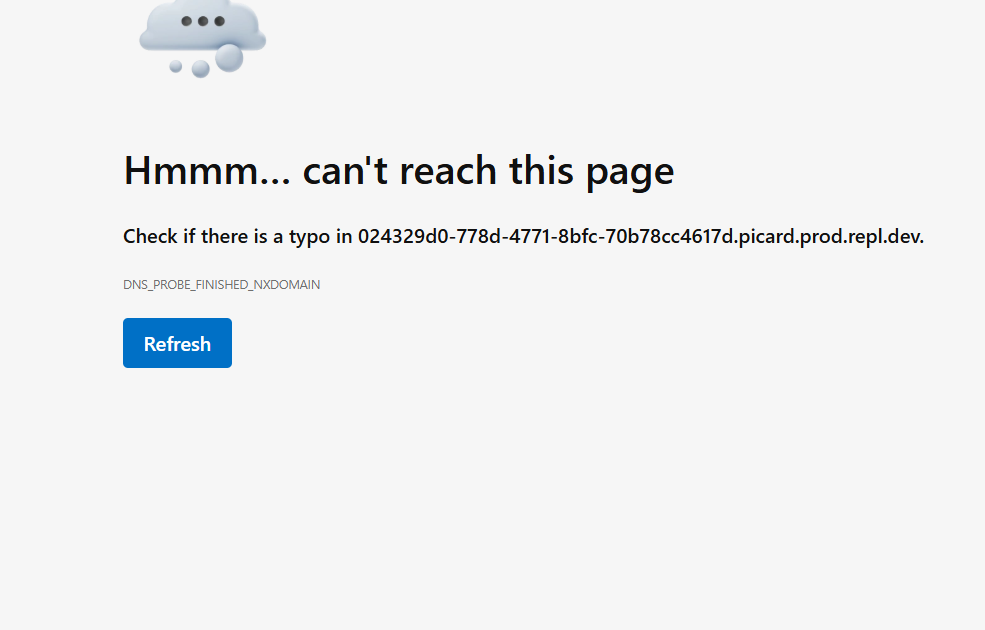 Hmmm... can't reach this page
Check if there is a typo in 024329d0-778d-4771-8bfc-70b78cc4617d.picard.prod.repl.dev.
DNS_PROBE_FINISHED_NXDOMAIN
Refresh